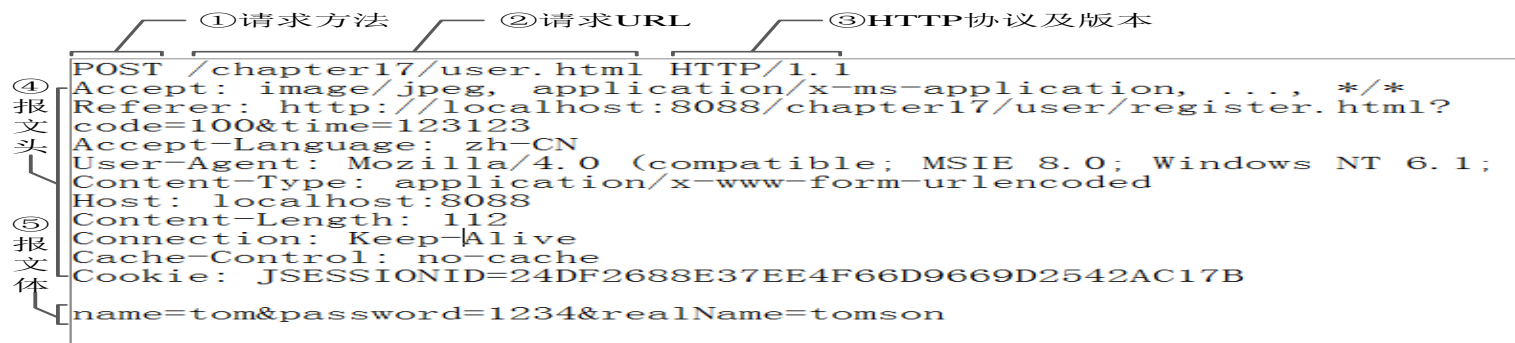 ①请求方法 ②请求URL ③HTTP协议及版本
POST /chapter17/user.html HTTP/1.1
④报文头
Accept: image/jpeg, application/x-ms-application, ..., */*
Referer: http://localhost:8088/chapter17/user/register.html?
code=100&time=123123
Accept-Language: zh-CN
User-Agent: Mozilla/4.0 (compatible; MSIE 8.0; Windows NT 6.1;
Content-Type: application/x-www-form-urlencoded
Host: localhost:8088
Content-Length: 112
Connection: Keep-Alive
Cache-Control: no-cache
Cookie: JSESSIONID=24DF2688E37EE4F66D9669D2542AC17B
⑤报文体
name=tom&password=1234&realName=tomson